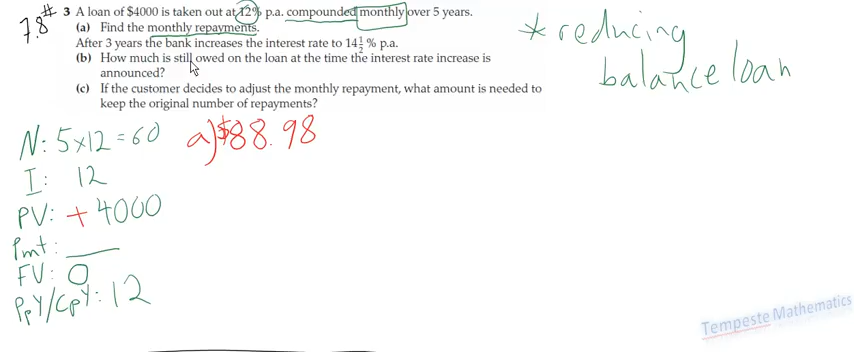 7.8 #
3 A loan of $4000 is taken out at 12% p.a. compounded monthly over 5 years.
(a) Find the monthly repayments.
After 3 years the bank increases the interest rate to 14½ % p.a.
(b) How much is still owed on the loan at the time the interest rate increase is
announced?
(c) If the customer decides to adjust the monthly repayment, what amount is needed to
keep the original number of repayments?
* reducing
balance loan
N: 5 x 12 = 60
I: 12
PV: + 4000
Pmt: ___
FV: 0
PpY/CpY: 12
a) $88.98
Tempeste Mathematics